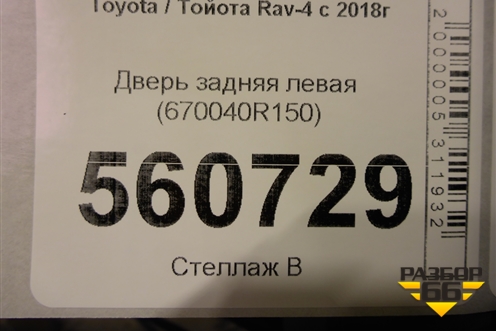 Toyota / Тойота Rav-4 с 2018г
Дверь задняя левая
(670040R150)
560729
Стеллаж В
2000005311932
РАЗБОР
66